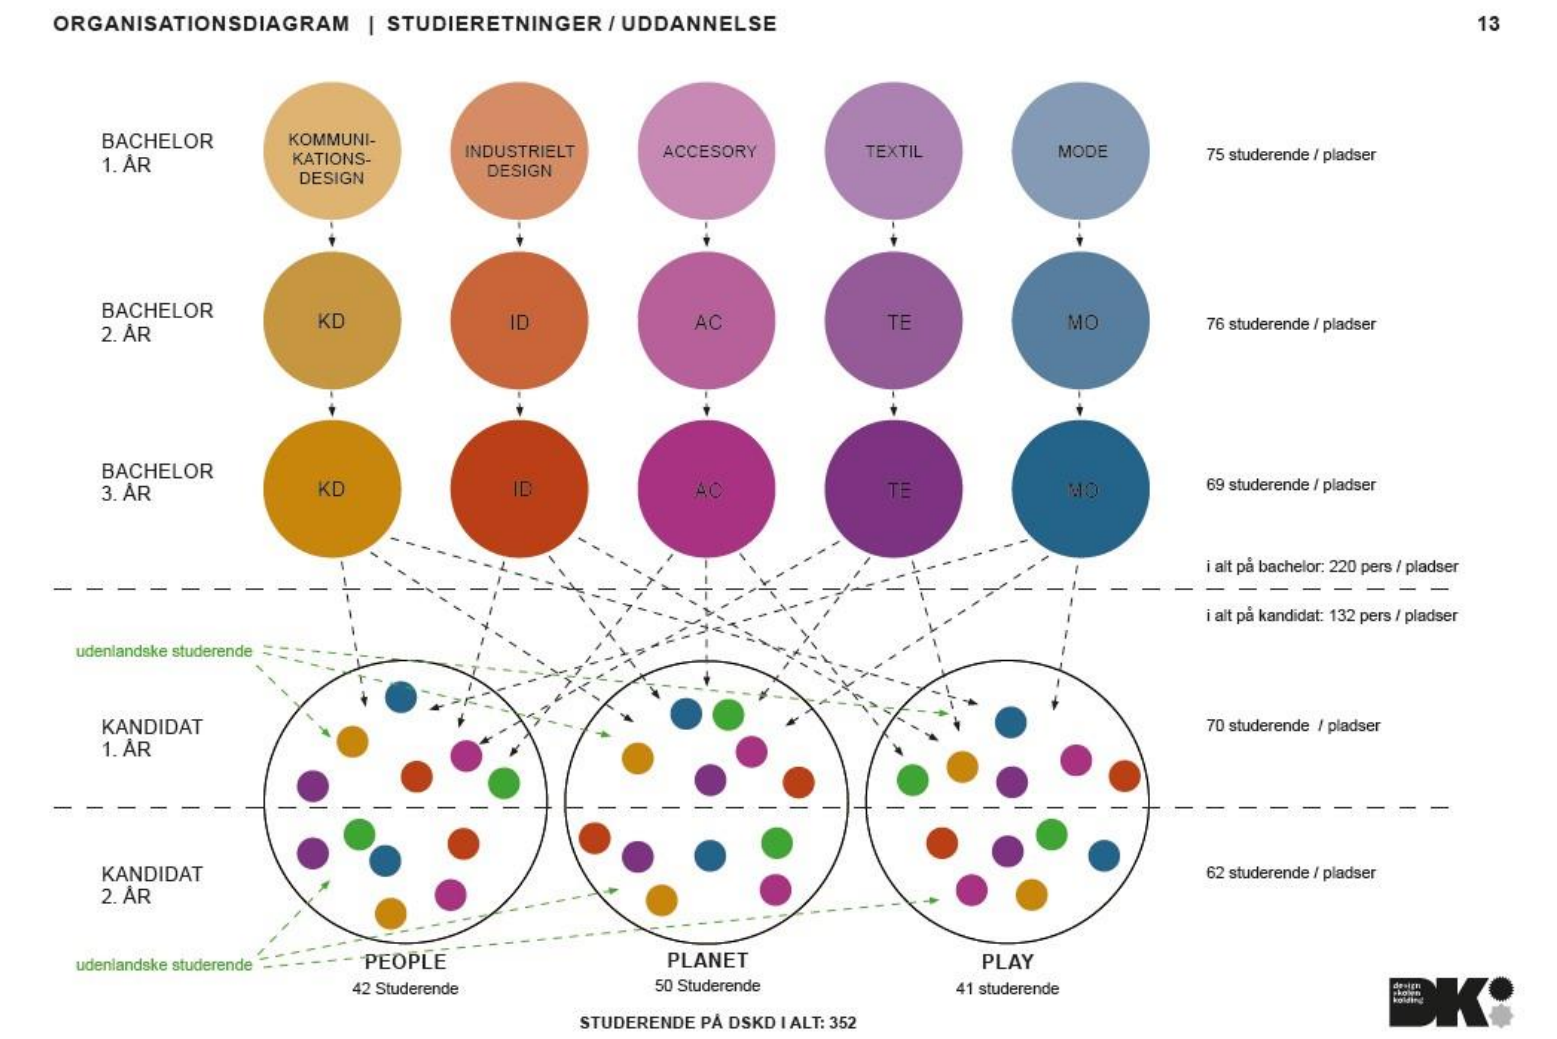 ORGANISATIONSDIAGRAM | STUDIERETNINGER / UDDANNELSE
13
BACHELOR
1. ÅR
KOMMUNI-
KATIONS-
DESIGN
INDUSTRIELT
DESIGN
ACCESORY
TEXTIL
MODE
75 studerende / pladser
BACHELOR
2. ÅR
KD
ID
AC
TE
MO
76 studerende / pladser
BACHELOR
3. ÅR
KD
ID
AC
TE
MO
69 studerende / pladser
i alt på bachelor: 220 pers / pladser
i alt på kandidat: 132 pers / pladser
udenlandske studerende
KANDIDAT
1. ÅR
70 studerende / pladser
KANDIDAT
2. ÅR
62 studerende / pladser
udenlandske studerende
PEOPLE
42 Studerende
PLANET
50 Studerende
PLAY
41 studerende
STUDERENDE PÅ DSKD I ALT: 352
design
skolen
kolding
DK